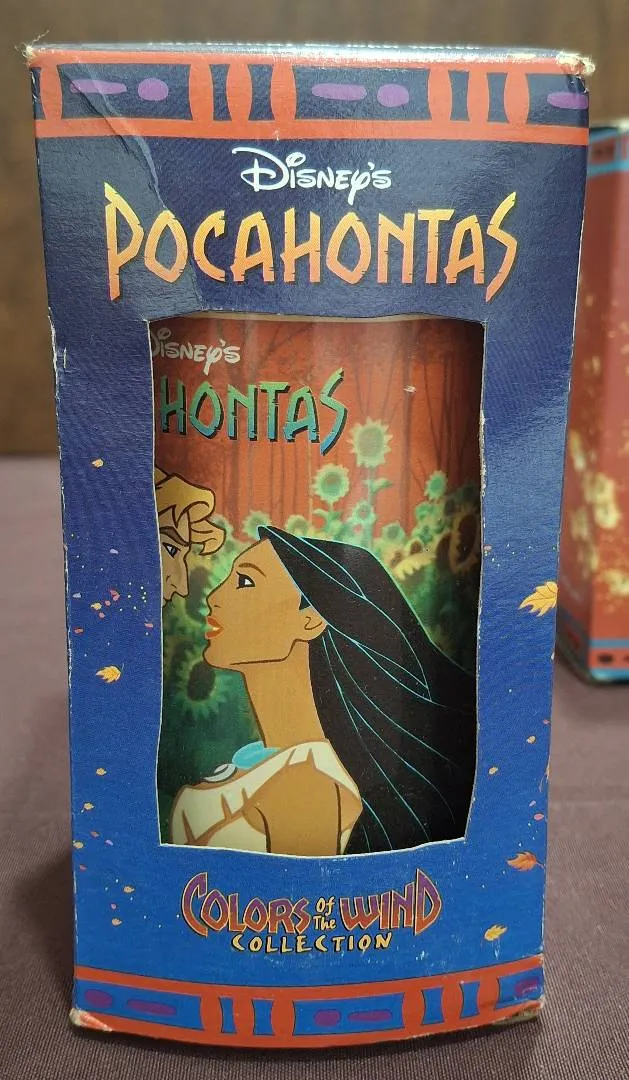 DISNEY'S
POCAHONTAS
DISNEY'S
HONTAS
COLORS Of The WIND
COLLECTION